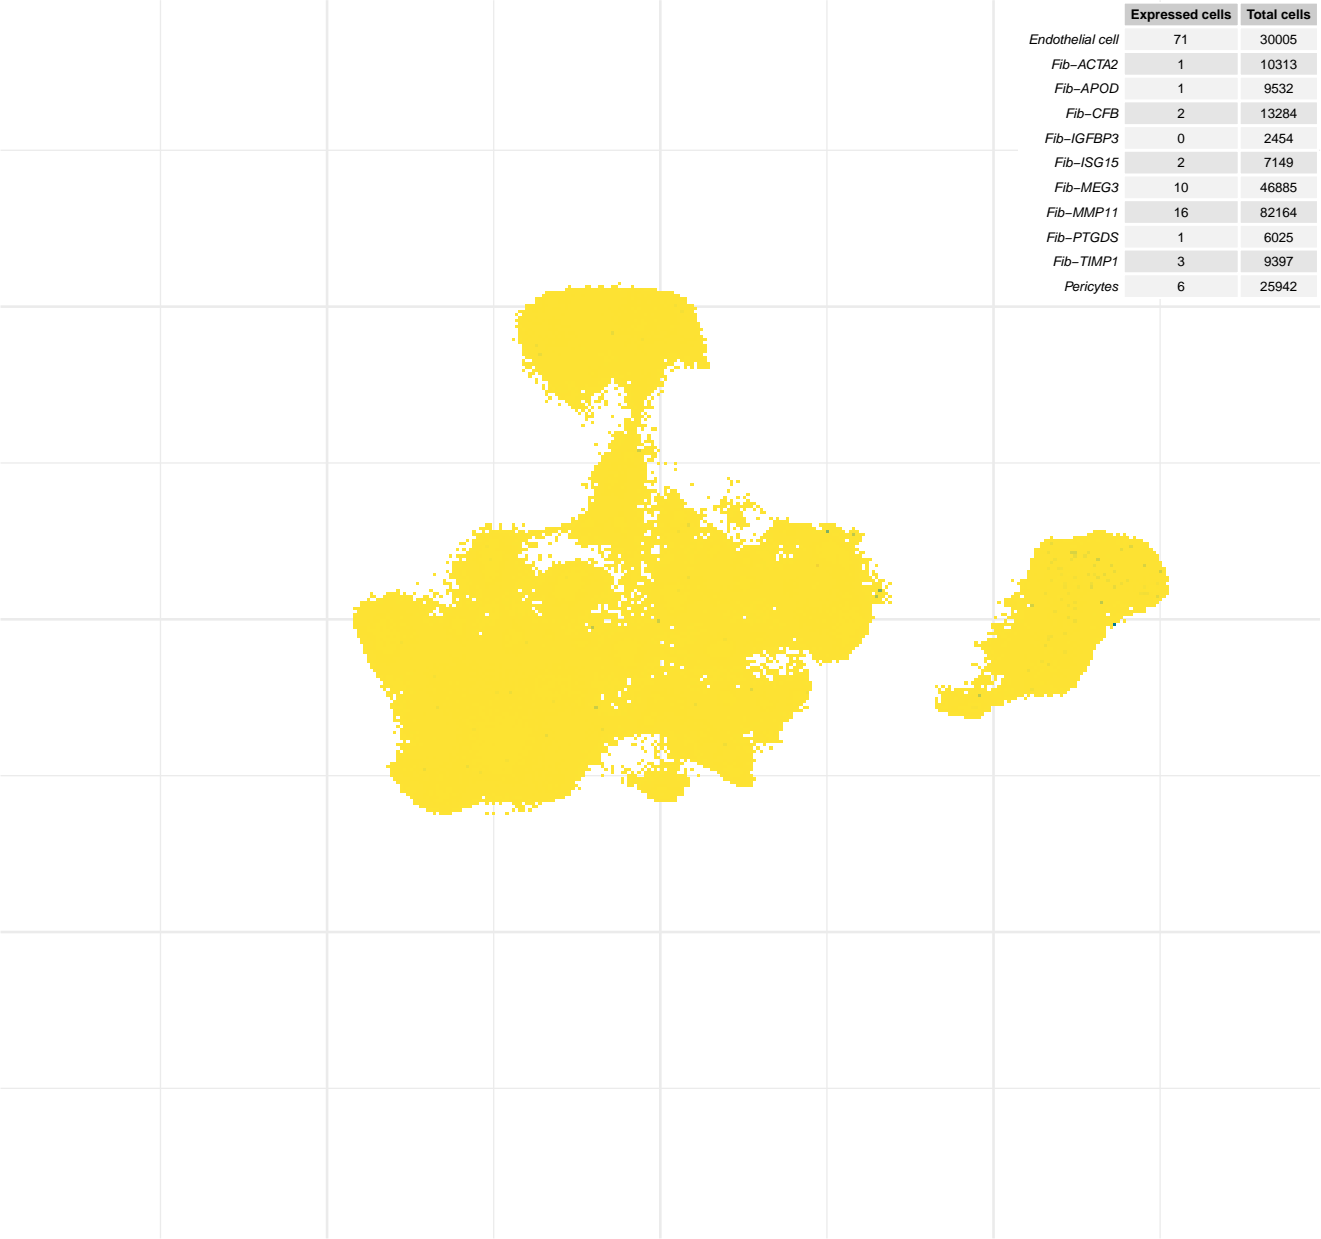 Expressed cells Total cells
Endothelial cell 71 30005
Fib−ACTA2 1 10313
Fib−APOD 1 9532
Fib−CFB 2 13284
Fib−IGFBP3 0 2454
Fib−ISG15 2 7149
Fib−MEG3 10 46885
Fib−MMP11 16 82164
Fib−PTGDS 1 6025
Fib−TIMP1 3 9397
Pericytes 6 25942